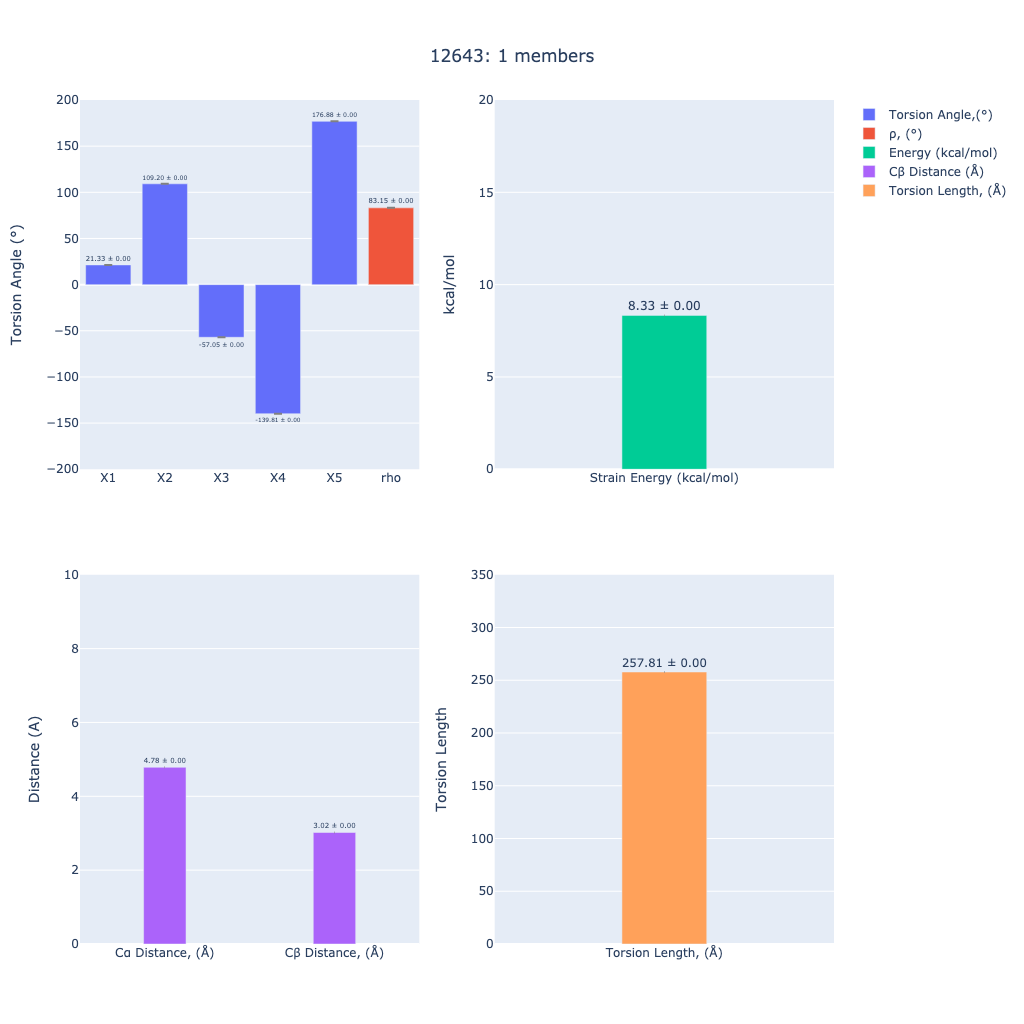 12643: 1 members
Torsion Angle (°)
200
150
100
50
0
−50
−100
−150
−200
21.33 ± 0.00
109.20 ± 0.00
-57.05 ± 0.00
-139.81 ± 0.00
176.88 ± 0.00
83.15 ± 0.00
X1 X2 X3 X4 X5 rho
kcal/mol
20
15
10
5
0
8.33 ± 0.00
Strain Energy (kcal/mol)
Torsion Angle,(°)
ρ, (°)
Energy (kcal/mol)
Cβ Distance (Å)
Torsion Length, (Å)
Distance (A)
10
8
6
4
2
0
4.78 ± 0.00
3.02 ± 0.00
Cα Distance, (Å) Cβ Distance, (Å)
Torsion Length
350
300
250
200
150
100
50
0
257.81 ± 0.00
Torsion Length, (Å)